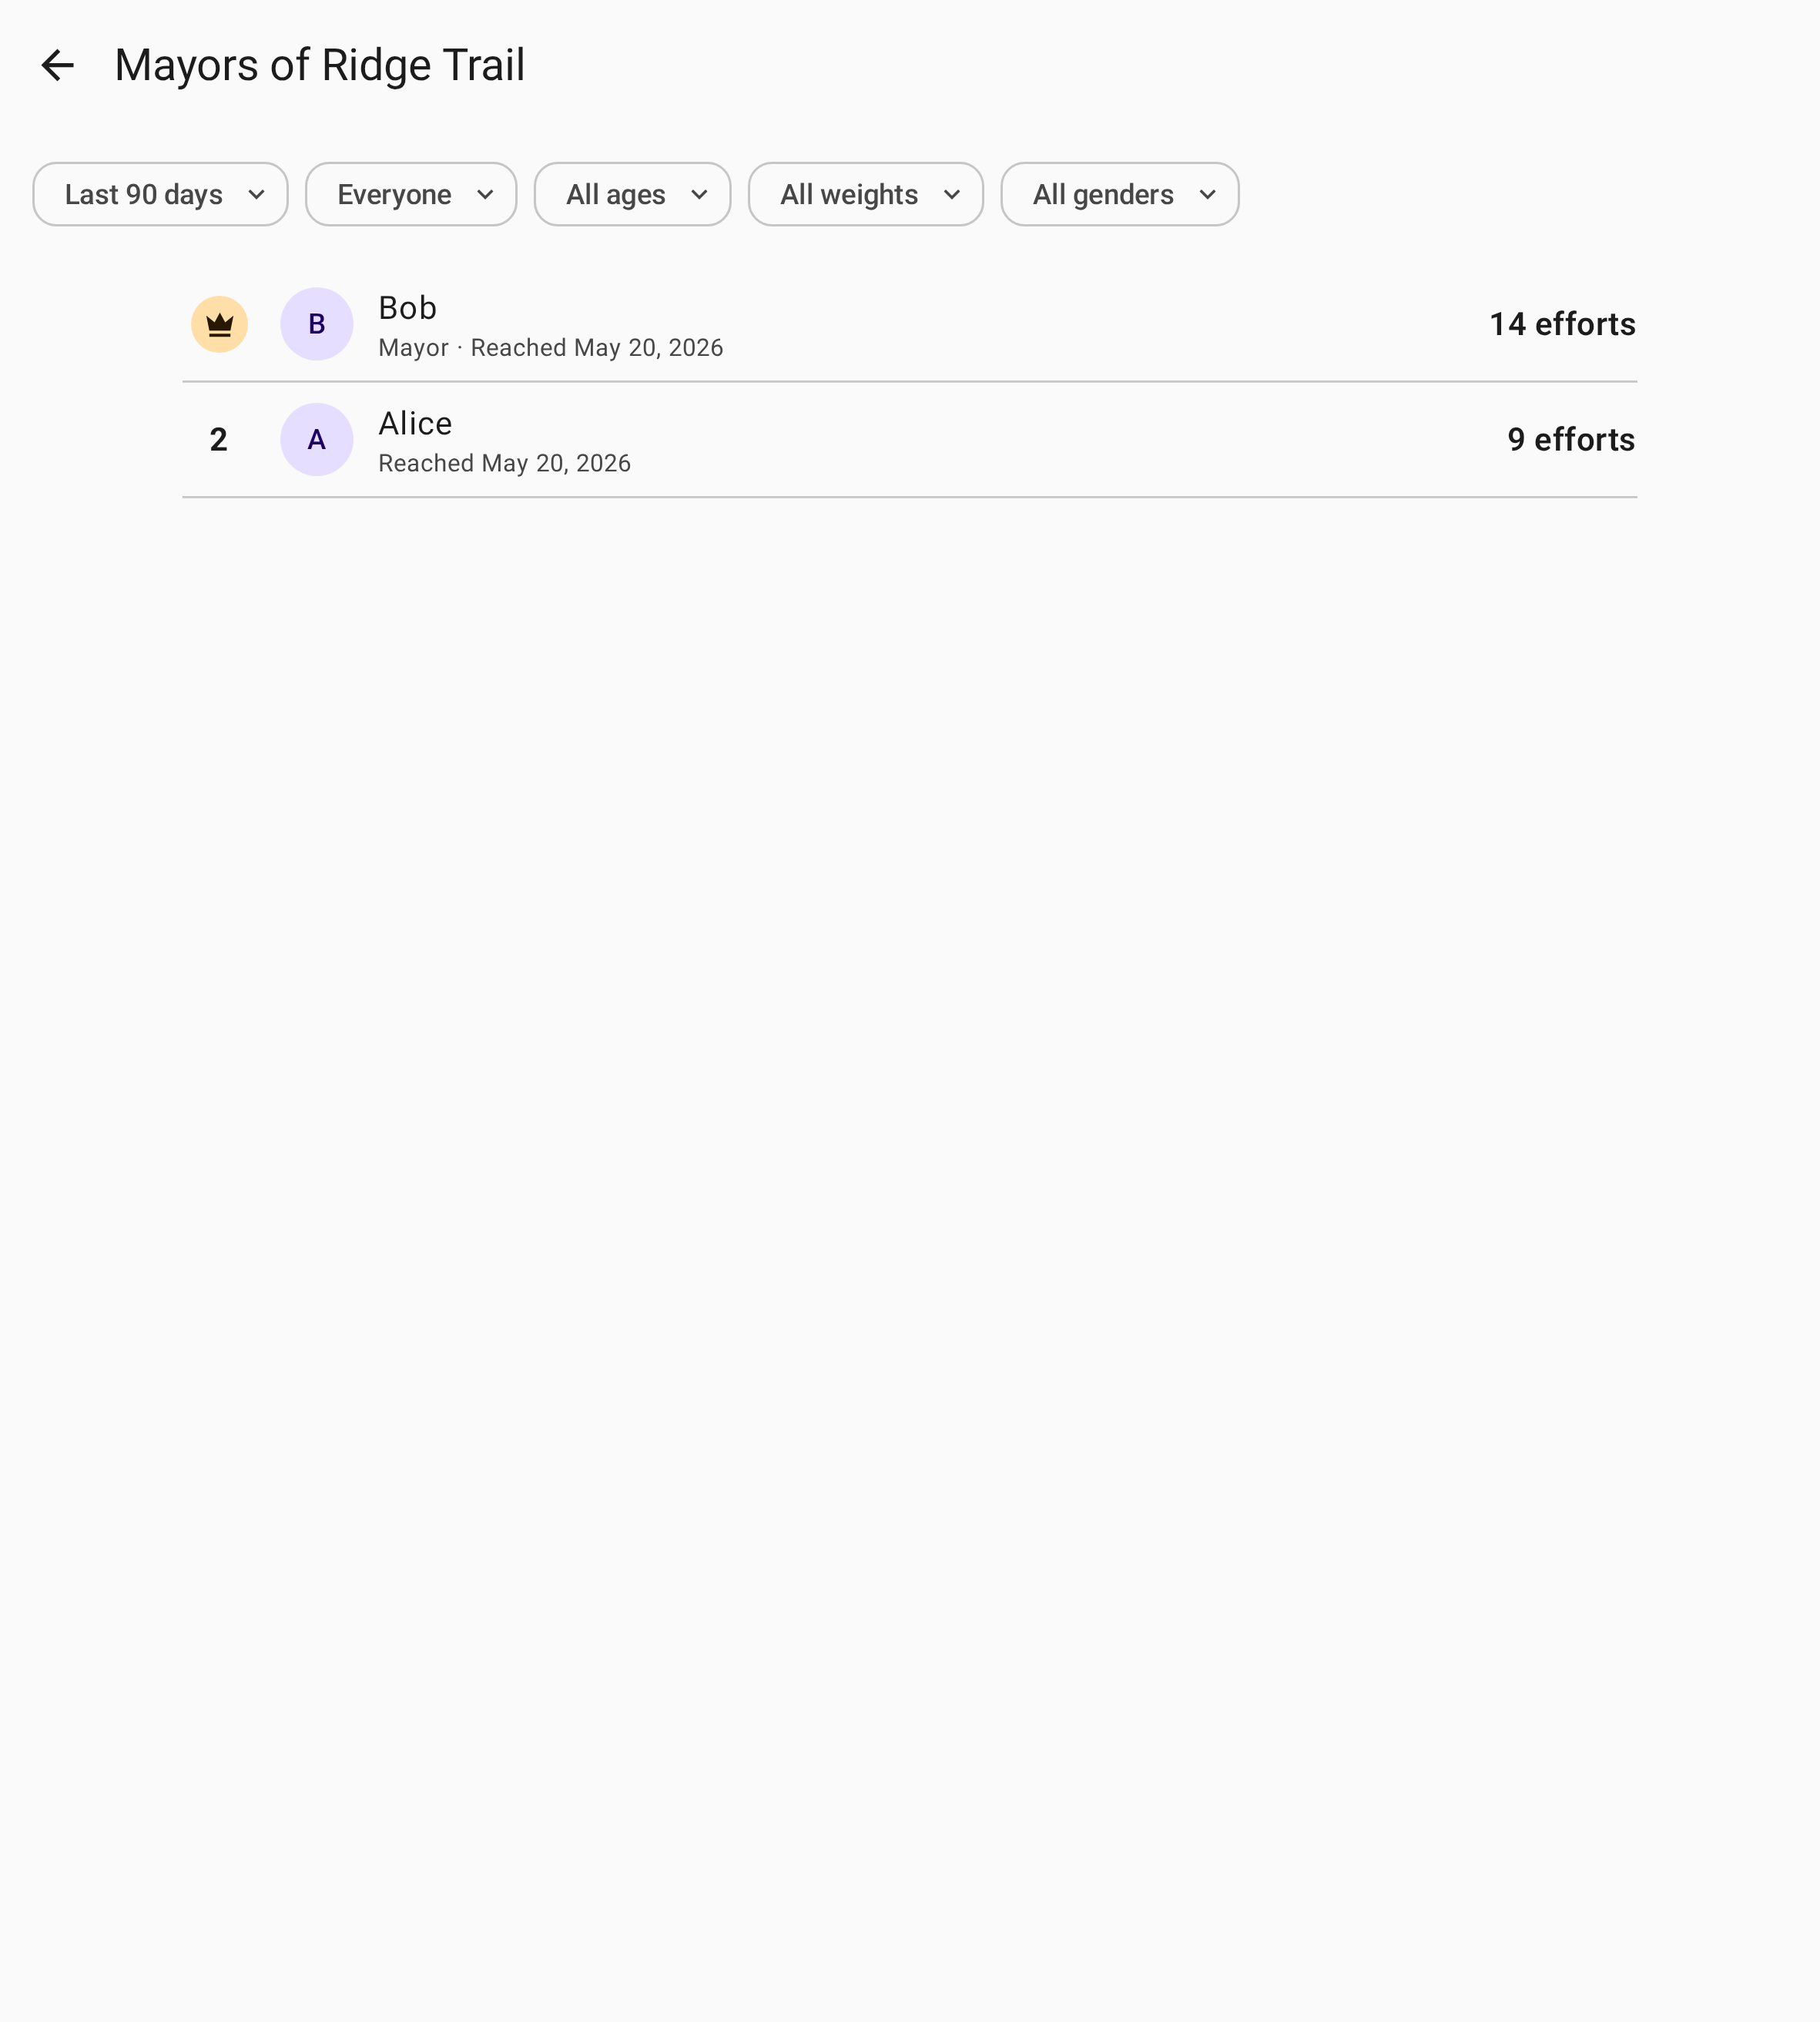 Mayors of Ridge Trail
Last 90 days Everyone All ages All weights All genders
B Bob 14 efforts
Mayor · Reached May 20, 2026
2 A Alice 9 efforts
Reached May 20, 2026